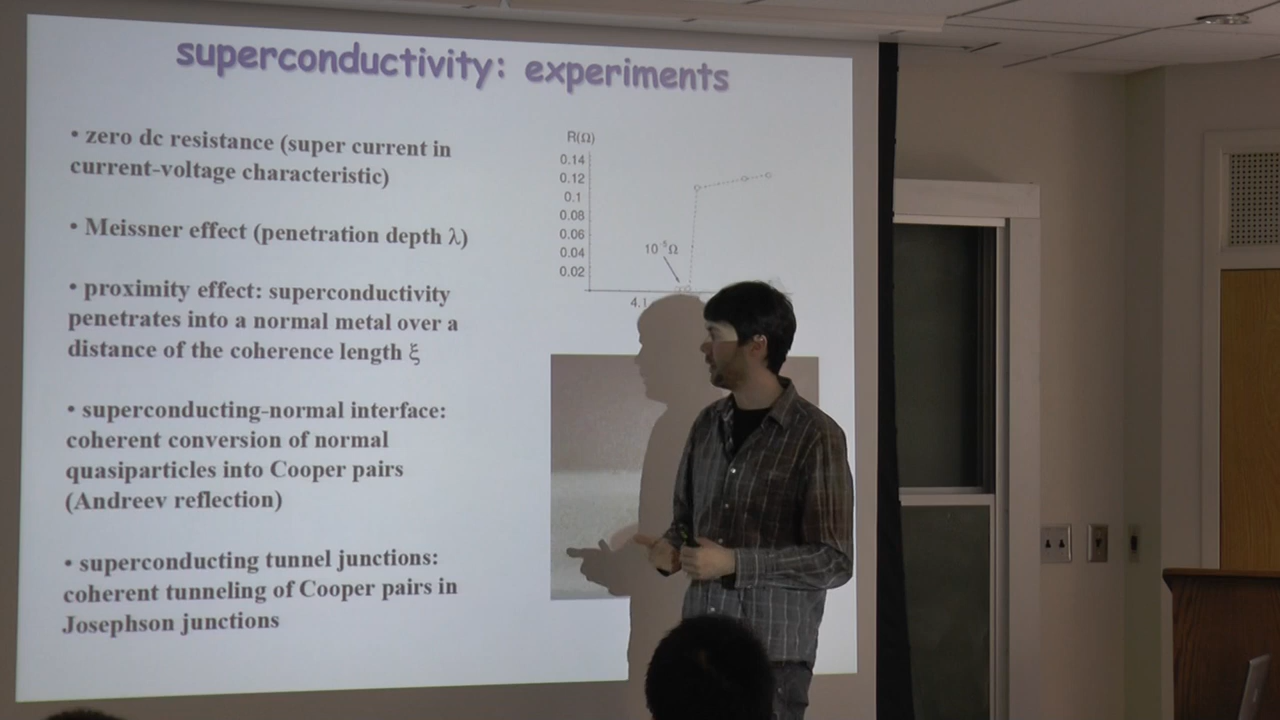 superconductivity: experiments
• zero dc resistance (super current in
current-voltage characteristic)
• Meissner effect (penetration depth λ)
• proximity effect: superconductivity
penetrates into a normal metal over a
distance of the coherence length ξ
• superconducting-normal interface:
coherent conversion of normal
quasiparticles into Cooper pairs
(Andreev reflection)
• superconducting tunnel junctions:
coherent tunneling of Cooper pairs in
Josephson junctions
R(Ω)
0.14
0.12
0.1
0.08
0.06
0.04
0.02
10⁻⁵Ω
4.1